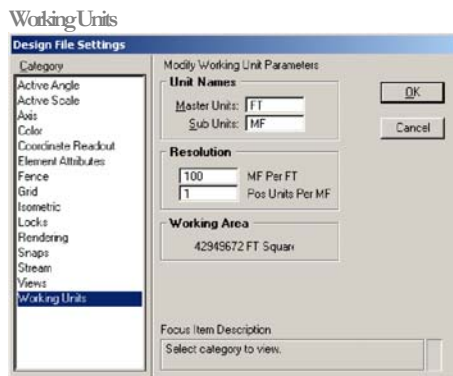 Working Units
Design File Settings
Category
Active Angle
Active Scale
Axis
Color
Coordinate Readout
Element Attributes
Fence
Grid
Isometric
Locks
Rendering
Snaps
Stream
Views
Working Units
Modify Working Unit Parameters
Unit Names
Master Units: FT
Sub Units: MF
Resolution
100 MF Per FT
1 Pos Units Per MF
Working Area
42949672 FT Square
Focus Item Description
Select category to view.
OK
Cancel